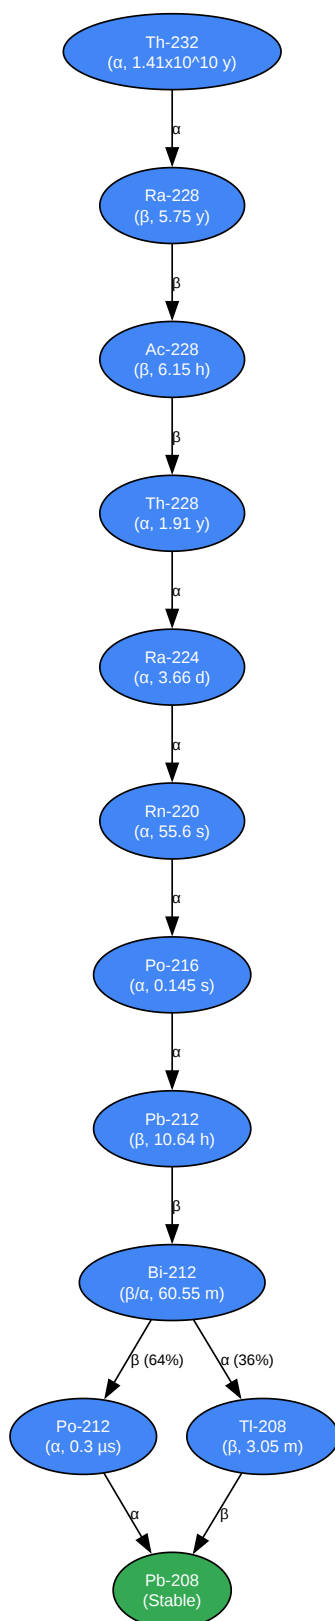 Th-232
(α, 1.41x10^10 y)
α
Ra-228
(β, 5.75 y)
β
Ac-228
(β, 6.15 h)
β
Th-228
(α, 1.91 y)
α
Ra-224
(α, 3.66 d)
α
Rn-220
(α, 55.6 s)
α
Po-216
(α, 0.145 s)
α
Pb-212
(β, 10.64 h)
β
Bi-212
(β/α, 60.55 m)
β (64%)
α (36%)
Po-212
(α, 0.3 µs)
Tl-208
(β, 3.05 m)
α
β
Pb-208
(Stable)